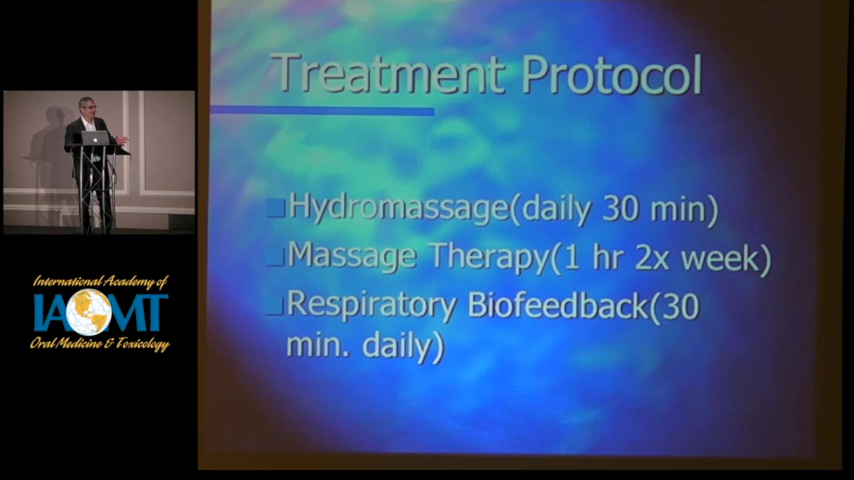 Treatment Protocol
Hydromassage(daily 30 min)
Massage Therapy(1 hr 2x week)
Respiratory Biofeedback(30
min. daily)
International Academy of
IAOMT
Oral Medicine & Toxicology